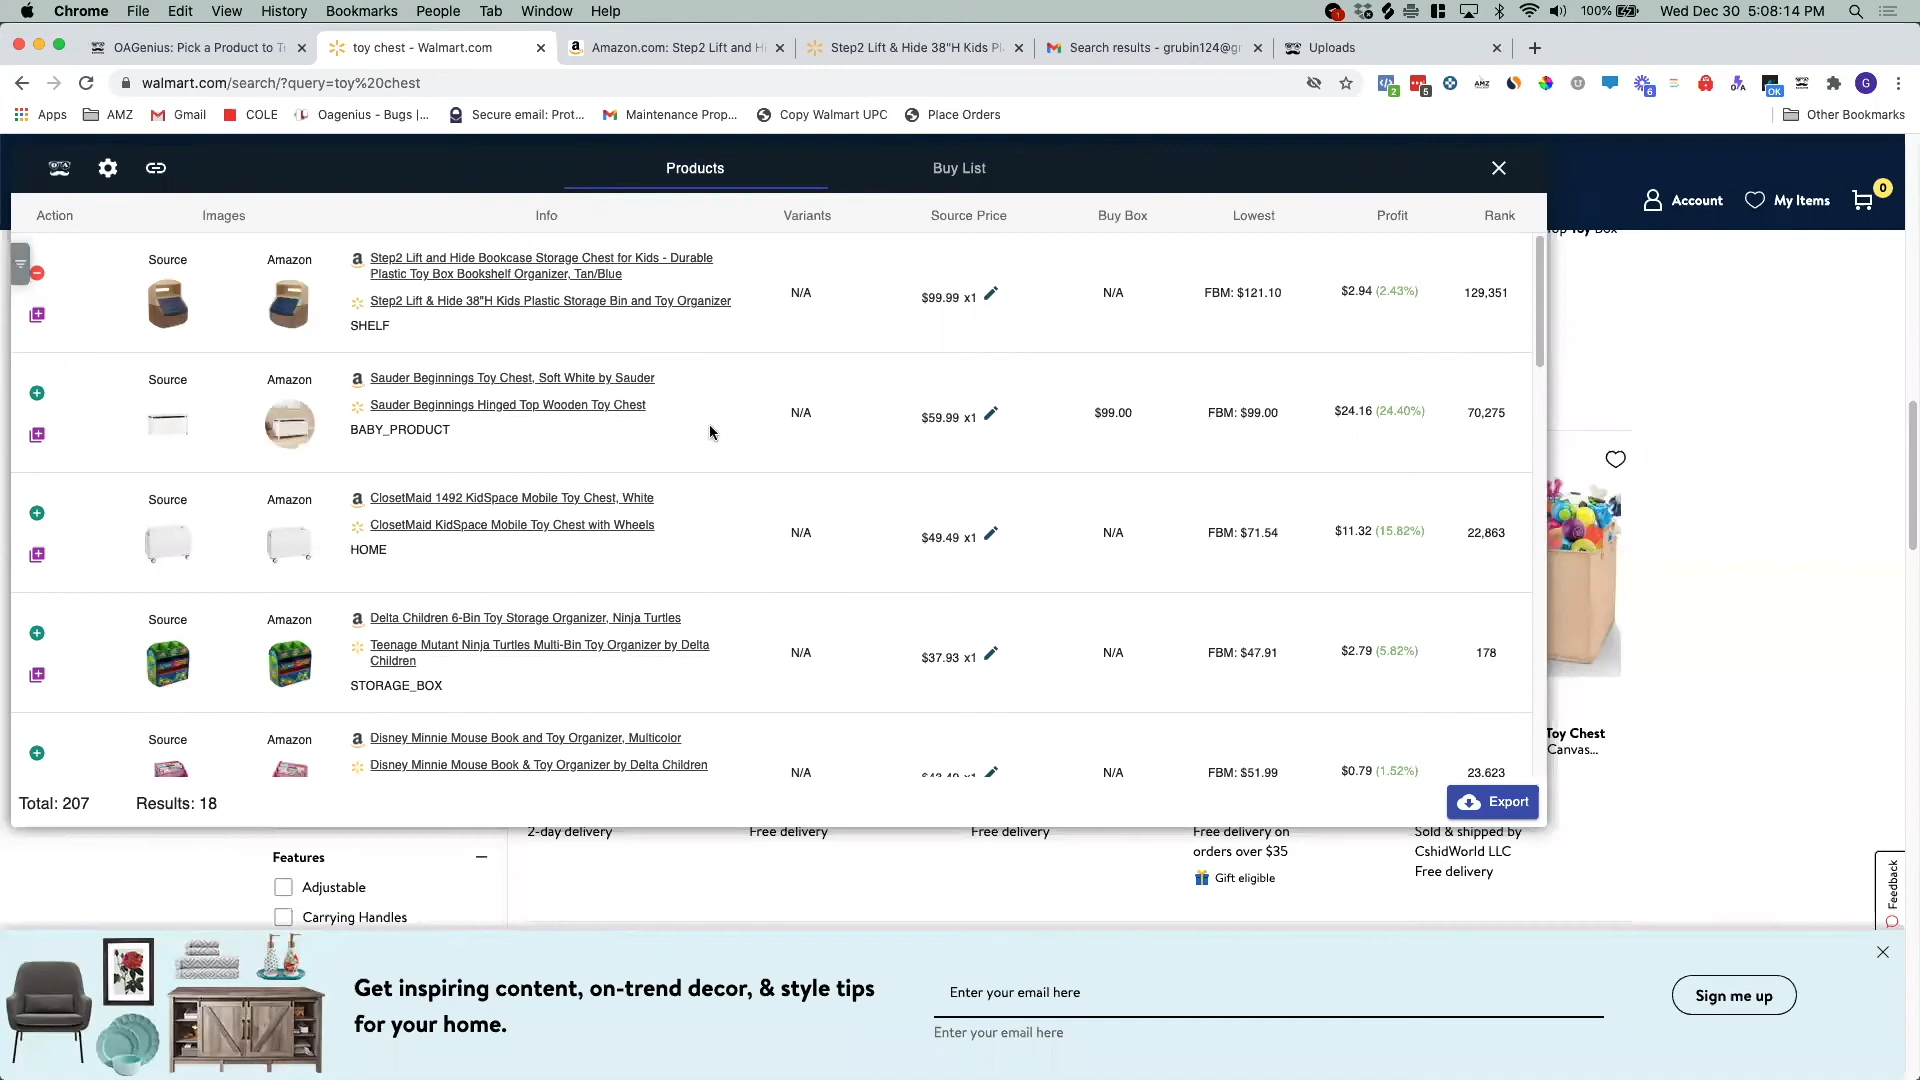 Chrome File Edit View History Bookmarks People Tab Window Help 100% Wed Dec 30 5:08:14 PM
OAGenius: Pick a Product to T
toy chest - Walmart.com
Amazon.com: Step2 Lift and Hi
Step2 Lift & Hide 38"H Kids Pl
Search results - grubin124@gr
Uploads
walmart.com/search/?query=toy%20chest
Apps AMZ Gmail COLE Oagenius - Bugs |... Secure email: Prot... Maintenance Prop... Copy Walmart UPC Place Orders Other Bookmarks
Products Buy List
Account My Items 0
Action Images Info Variants Source Price Buy Box Lowest Profit Rank
Source Amazon
Step2 Lift and Hide Bookcase Storage Chest for Kids - Durable
Plastic Toy Box Bookshelf Organizer, Tan/Blue
Step2 Lift & Hide 38"H Kids Plastic Storage Bin and Toy Organizer
SHELF
N/A $99.99 x1 N/A FBM: $121.10 $2.94 (2.43%) 129,351
Source Amazon
Sauder Beginnings Toy Chest, Soft White by Sauder
Sauder Beginnings Hinged Top Wooden Toy Chest
BABY_PRODUCT
N/A $59.99 x1 $99.00 FBM: $99.00 $24.16 (24.40%) 70,275
Source Amazon
ClosetMaid 1492 KidSpace Mobile Toy Chest, White
ClosetMaid KidSpace Mobile Toy Chest with Wheels
HOME
N/A $49.49 x1 N/A FBM: $71.54 $11.32 (15.82%) 22,863
Source Amazon
Delta Children 6-Bin Toy Storage Organizer, Ninja Turtles
Teenage Mutant Ninja Turtles Multi-Bin Toy Organizer by Delta
Children
STORAGE_BOX
N/A $37.93 x1 N/A FBM: $47.91 $2.79 (5.82%) 178
Source Amazon
Disney Minnie Mouse Book and Toy Organizer, Multicolor
Disney Minnie Mouse Book & Toy Organizer by Delta Children
N/A N/A FBM: $51.99 $0.79 (1.52%) 23,623
Toy Chest
Canvas...
Total: 207 Results: 18 Export
2-day delivery
Free delivery
Free delivery
Free delivery on
orders over $35
Gift eligible
Sold & shipped by
CshidWorld LLC
Free delivery
Features
Adjustable
Carrying Handles
Feedback
Get inspiring content, on-trend decor, & style tips
for your home.
Enter your email here
Enter your email here
Sign me up